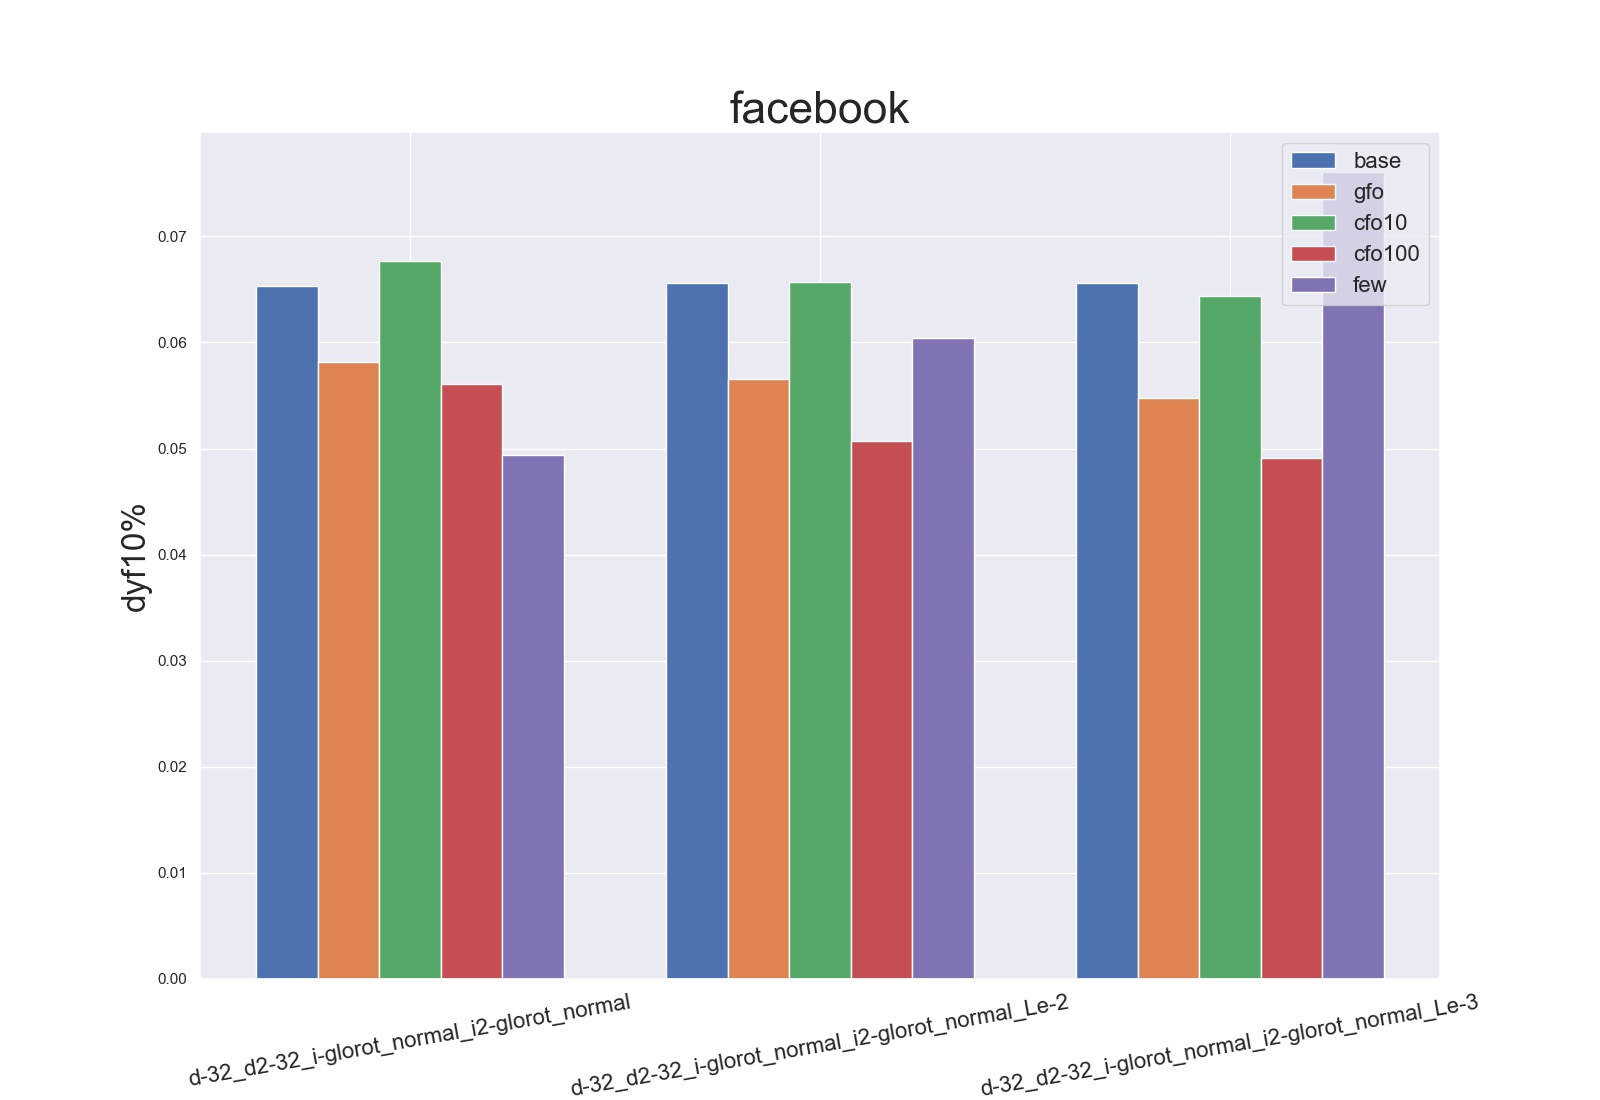 facebook
base
gfo
cfo10
cfo100
few
dyf10%
0.07
0.06
0.05
0.04
0.03
0.02
0.01
0.00
d-32_d2-32_i-glorot_normal_i2-glorot_normal
d-32_d2-32_i-glorot_normal_i2-glorot_normal_Le-2
d-32_d2-32_i-glorot_normal_i2-glorot_normal_Le-3